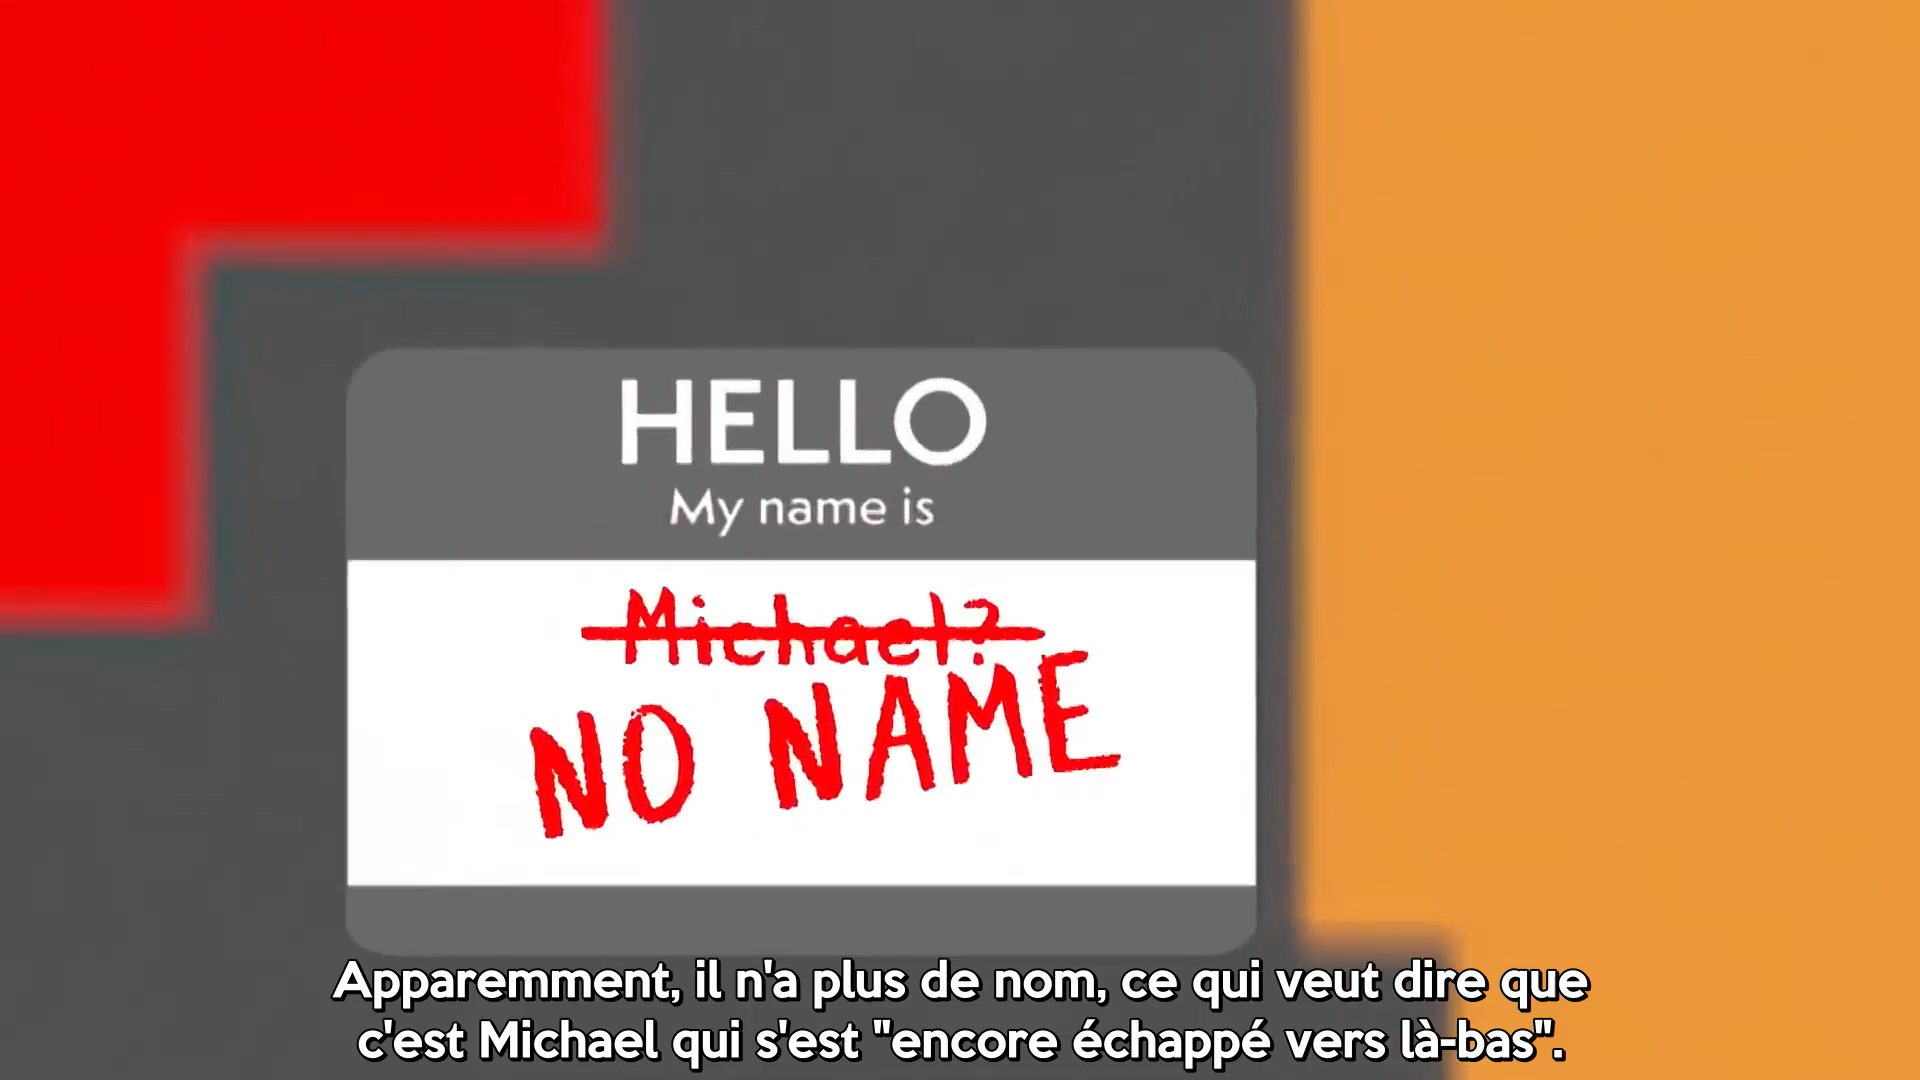 HELLO
My name is
Michael?
NO NAME
Apparemment, il n'a plus de nom, ce qui veut dire que
c'est Michael qui s'est "encore échappé vers là-bas".